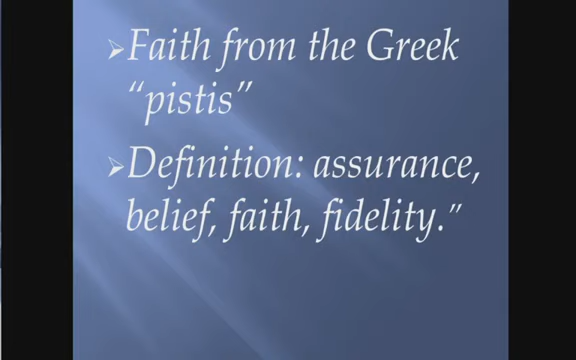 Faith from the Greek
“pistis”
Definition: assurance,
belief, faith, fidelity.”